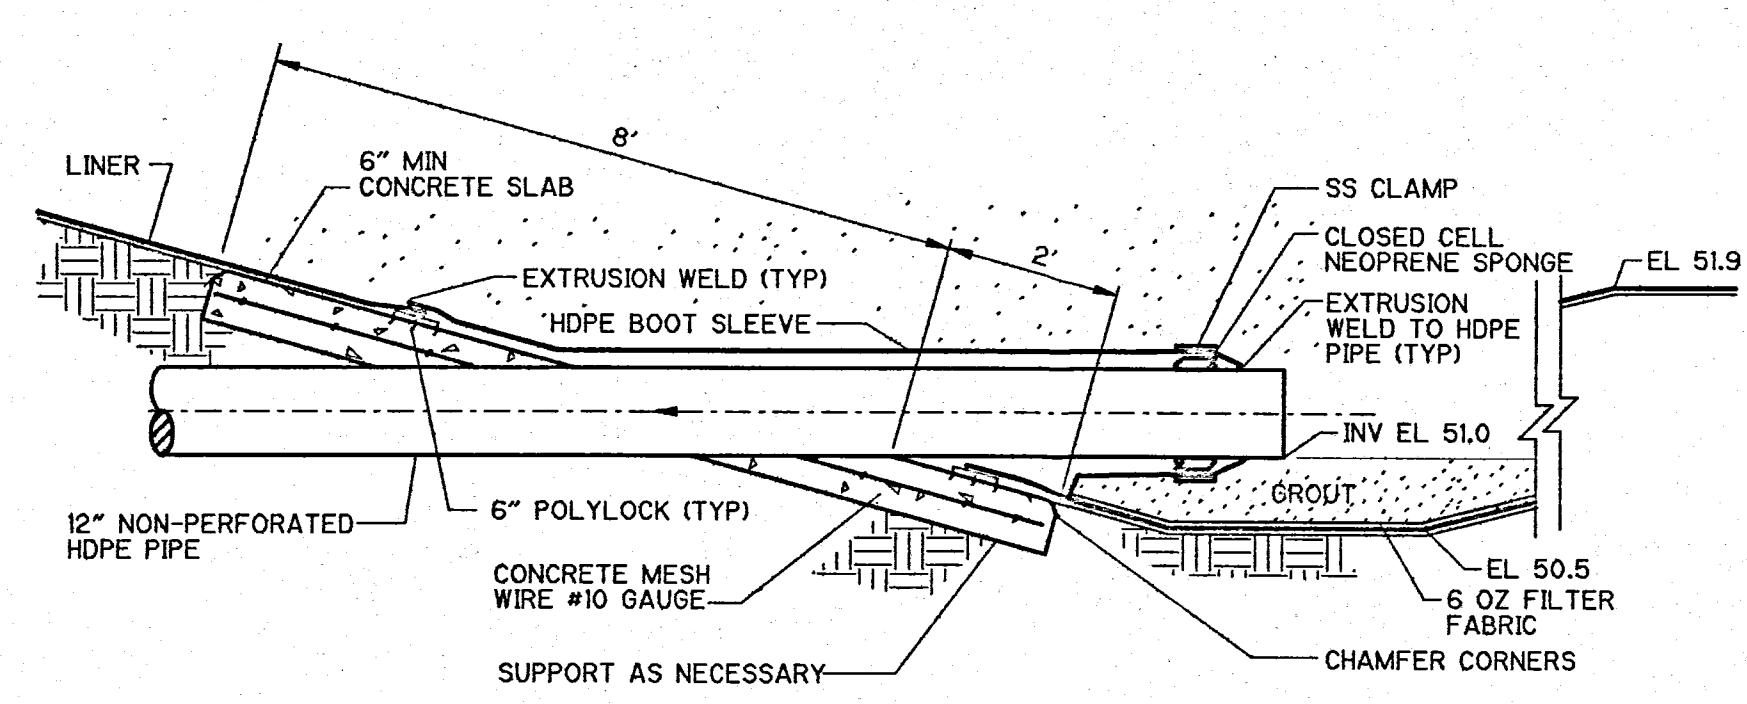 8'
LINER
6" MIN
CONCRETE SLAB
SS CLAMP
CLOSED CELL
NEOPRENE SPONGE
2'
EL 51.9
EXTRUSION WELD (TYP)
EXTRUSION
WELD TO HDPE
PIPE (TYP)
HDPE BOOT SLEEVE
INV EL 51.0
GROUT
6" POLYLOCK (TYP)
12" NON-PERFORATED
HDPE PIPE
CONCRETE MESH
WIRE #10 GAUGE
EL 50.5
6 OZ FILTER
FABRIC
SUPPORT AS NECESSARY
CHAMFER CORNERS